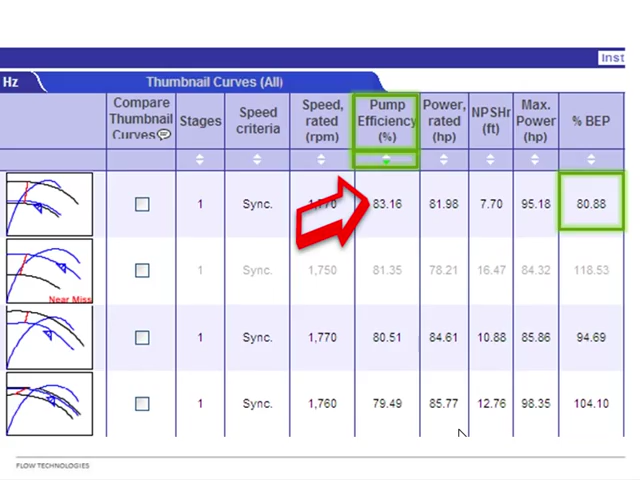 Inst
Hz Thumbnail Curves (All)
Compare Thumbnail Curves Stages Speed criteria Speed, rated (rpm) Pump Efficiency (%) Power, rated (hp) NPSHr (ft) Max. Power (hp) % BEP
1 Sync. 1,770 83.16 81.98 7.70 95.18 80.88
1 Sync. 1,750 81.35 78.21 16.47 84.32 118.53
Near Miss
1 Sync. 1,770 80.51 84.61 10.88 85.86 94.69
1 Sync. 1,760 79.49 85.77 12.76 98.35 104.10
FLOW TECHNOLOGIES